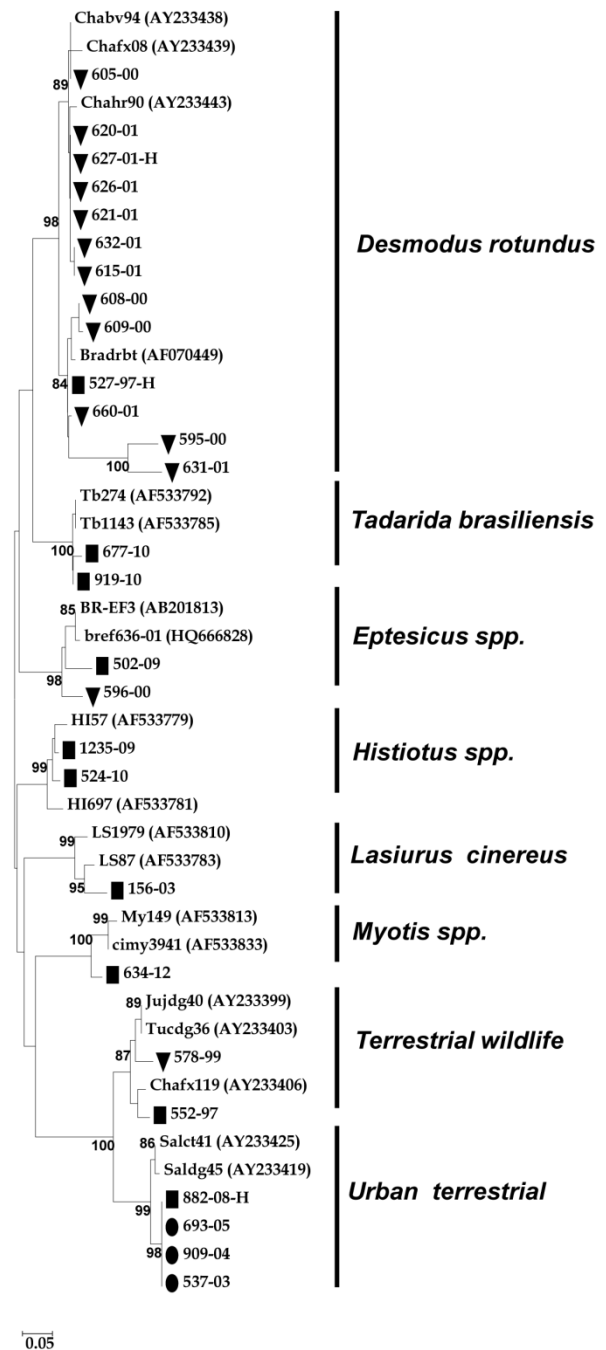 Chabv94 (AY233438)
Chafx08 (AY233439)
89
605-00
Chahr90 (AY233443)
620-01
627-01-H
626-01
98
621-01
632-01
Desmodus rotundus
615-01
608-00
609-00
Bradrbt (AF070449)
84
527-97-H
660-01
595-00
100
631-01
Tb274 (AF533792)
Tb1143 (AF533785)
Tadarida brasiliensis
100
677-10
919-10
85
BR-EF3 (AB201813)
bref636-01 (HQ666828)
Eptesicus spp.
502-09
98
596-00
HI57 (AF533779)
1235-09
Histiotus spp.
99
524-10
HI697 (AF533781)
99
LS1979 (AF533810)
LS87 (AF533783)
Lasiurus cinereus
95
156-03
99
My149 (AF533813)
Myotis spp.
100
cimy3941 (AF533833)
634-12
89
Jujdg40 (AY233399)
Tucdg36 (AY233403)
Terrestrial wildlife
87
578-99
Chafx119 (AY233406)
552-97
100
86
Salct41 (AY233425)
Saldg45 (AY233419)
Urban terrestrial
882-08-H
99
693-05
98
909-04
537-03
0.05